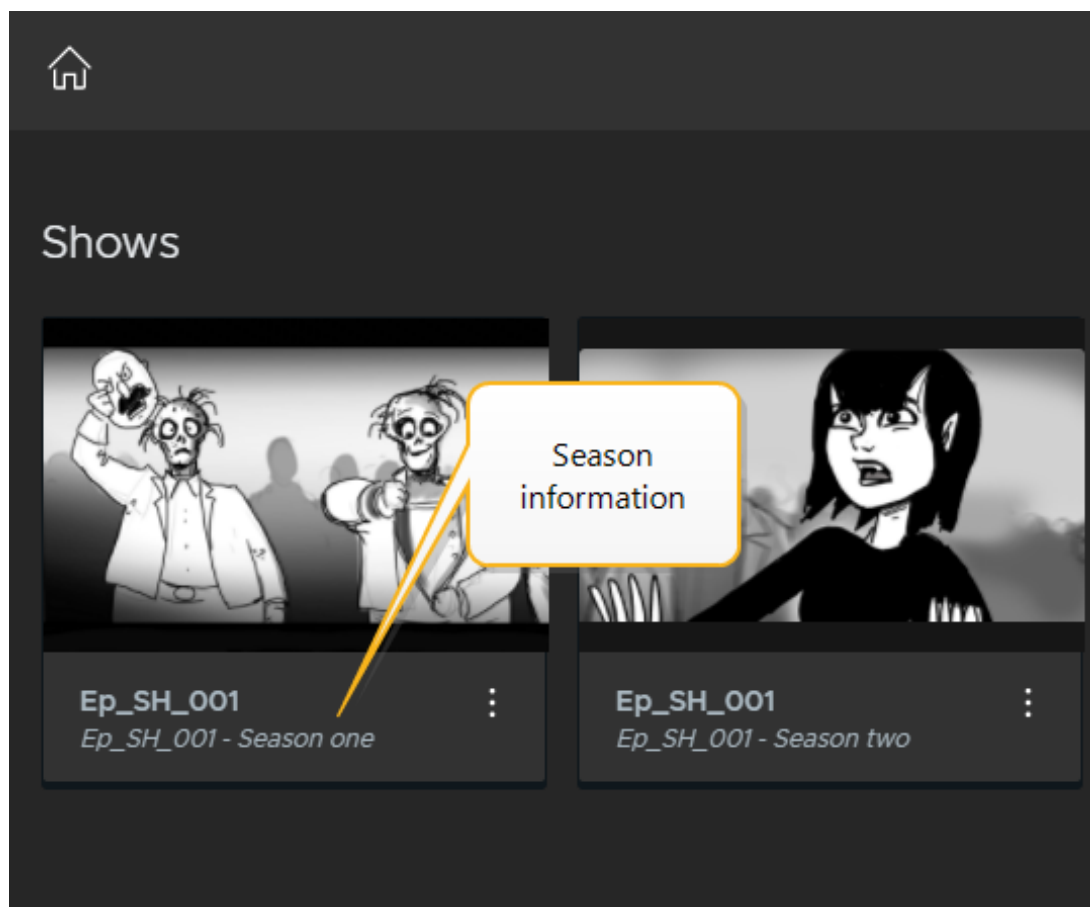 Shows
Season
information
Ep_SH_001
Ep_SH_001 - Season one
Ep_SH_001
Ep_SH_001 - Season two